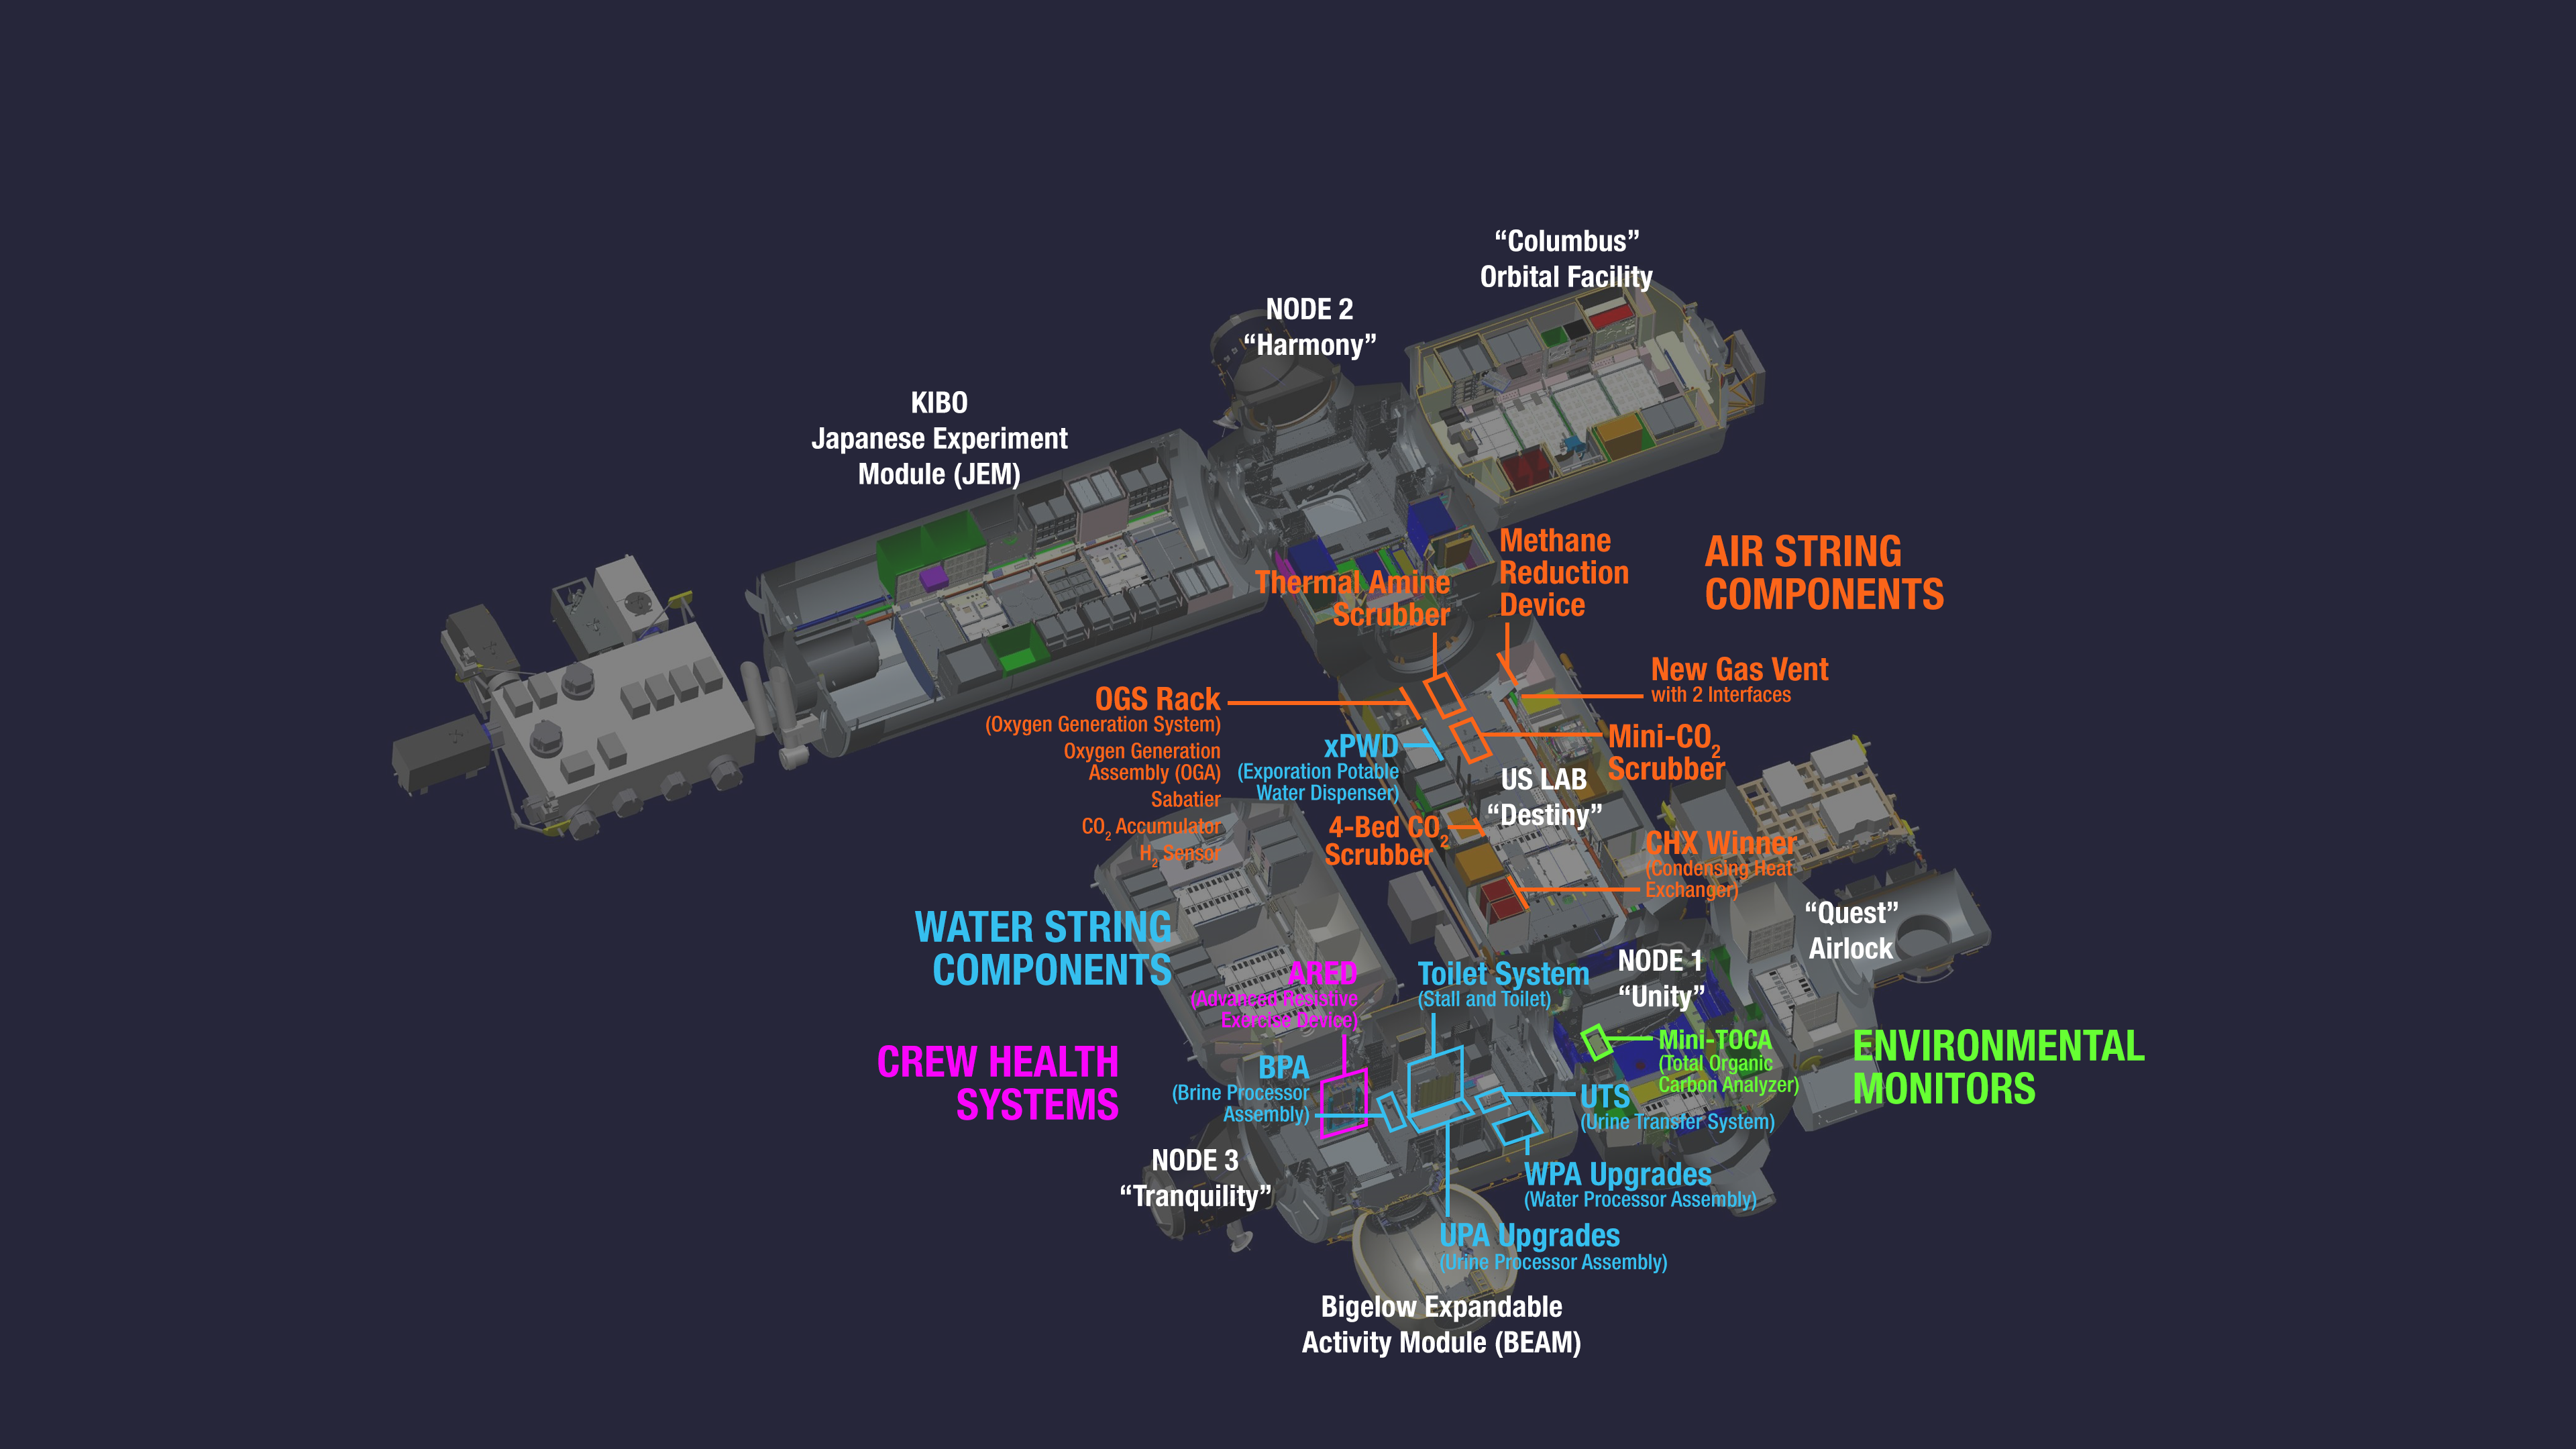 “Columbus”
Orbital Facility
NODE 2
“Harmony”
KIBO
Japanese Experiment
Module (JEM)
Methane
Reduction
Device
AIR STRING
COMPONENTS
Thermal Amine
Scrubber
New Gas Vent
with 2 Interfaces
OGS Rack
(Oxygen Generation System)
Oxygen Generation
Assembly (OGA)
Sabatier
CO2 Accumulator
H2 Sensor
xPWD
(Exporation Potable
Water Dispenser)
Mini-CO2
Scrubber
US LAB
“Destiny”
4-Bed CO2
Scrubber
CHX Winner
(Condensing Heat
Exchanger)
“Quest”
Airlock
WATER STRING
COMPONENTS
ARED
(Advanced Resistive
Exercise Device)
Toilet System
(Stall and Toilet)
NODE 1
“Unity”
CREW HEALTH
SYSTEMS
BPA
(Brine Processor
Assembly)
Mini-TOCA
(Total Organic
Carbon Analyzer)
ENVIRONMENTAL
MONITORS
UTS
(Urine Transfer System)
NODE 3
“Tranquility”
WPA Upgrades
(Water Processor Assembly)
UPA Upgrades
(Urine Processor Assembly)
Bigelow Expandable
Activity Module (BEAM)